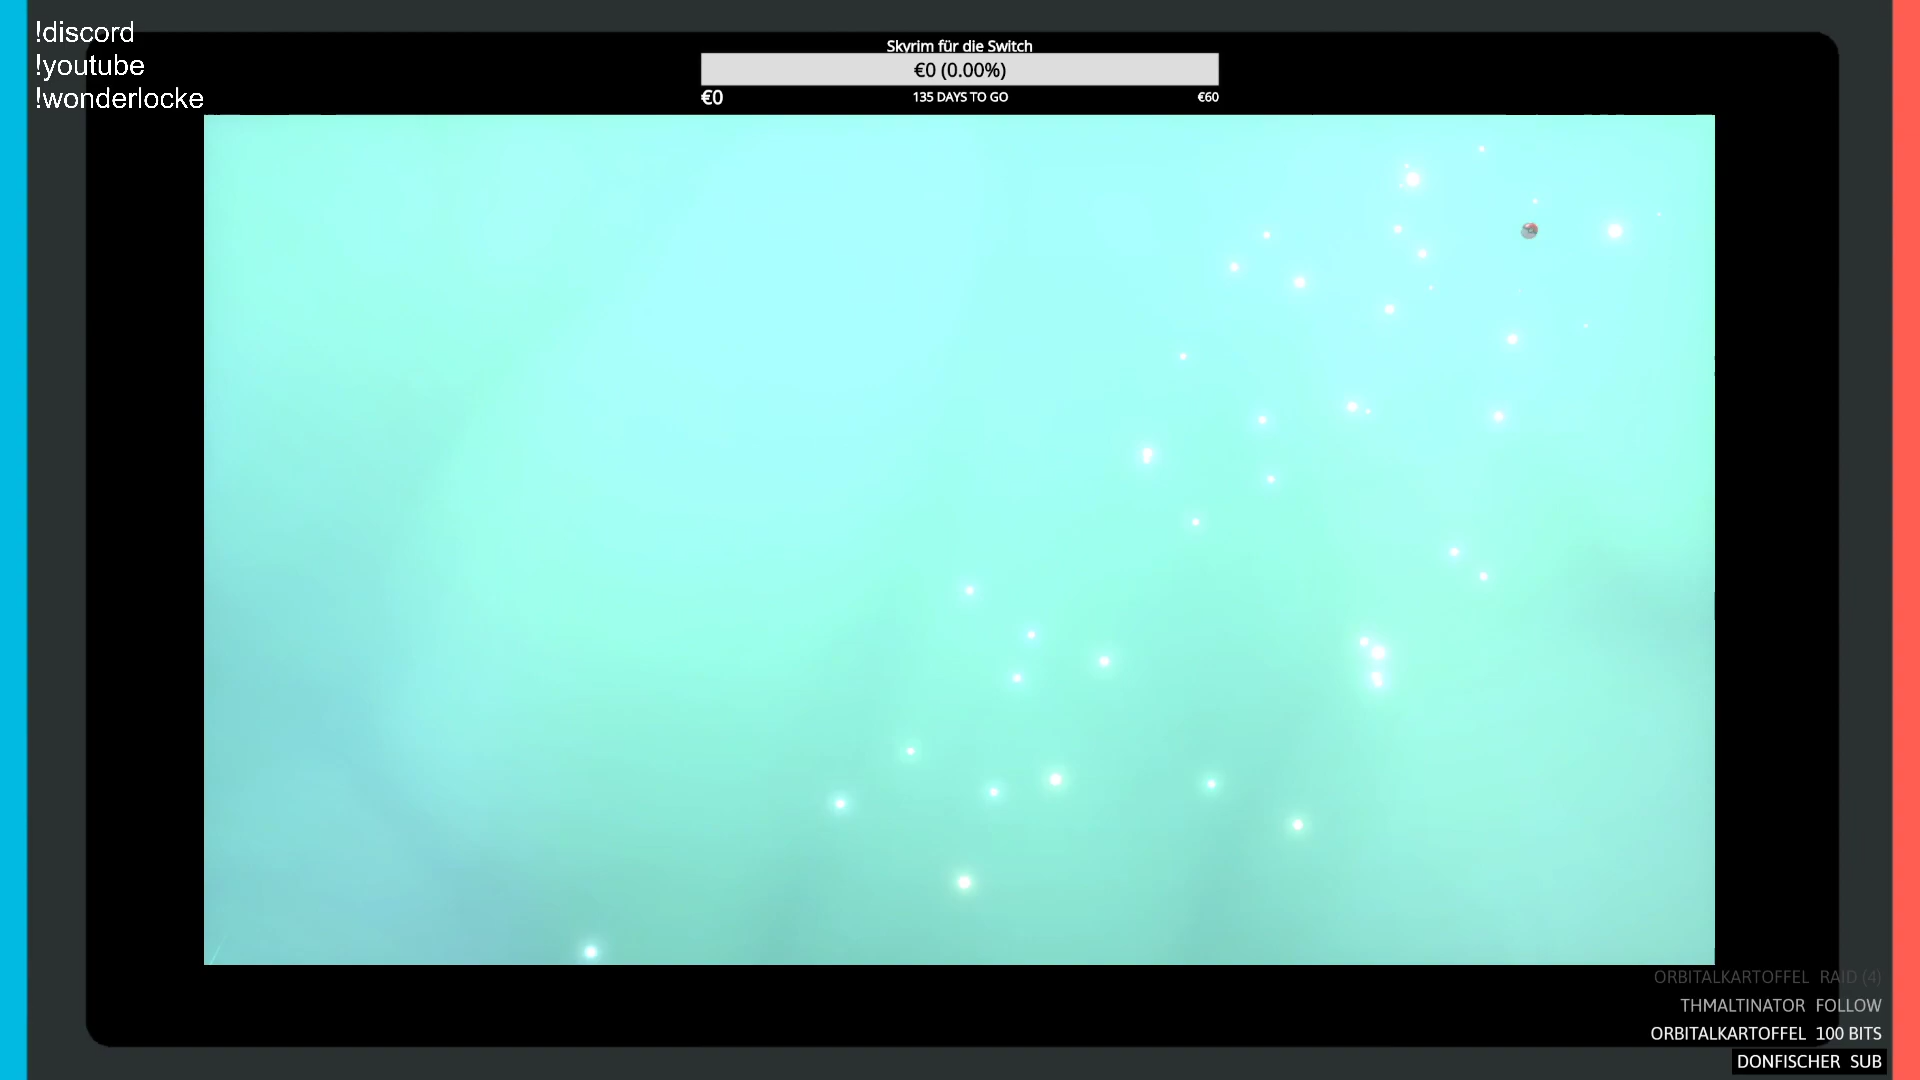 !discord
!youtube
!wonderlocke
Skyrim für die Switch
€0 (0.00%)
€0 135 DAYS TO GO €60
ORBITALKARTOFFEL RAID (4)
THMALTINATOR FOLLOW
ORBITALKARTOFFEL 100 BITS
DONFISCHER SUB